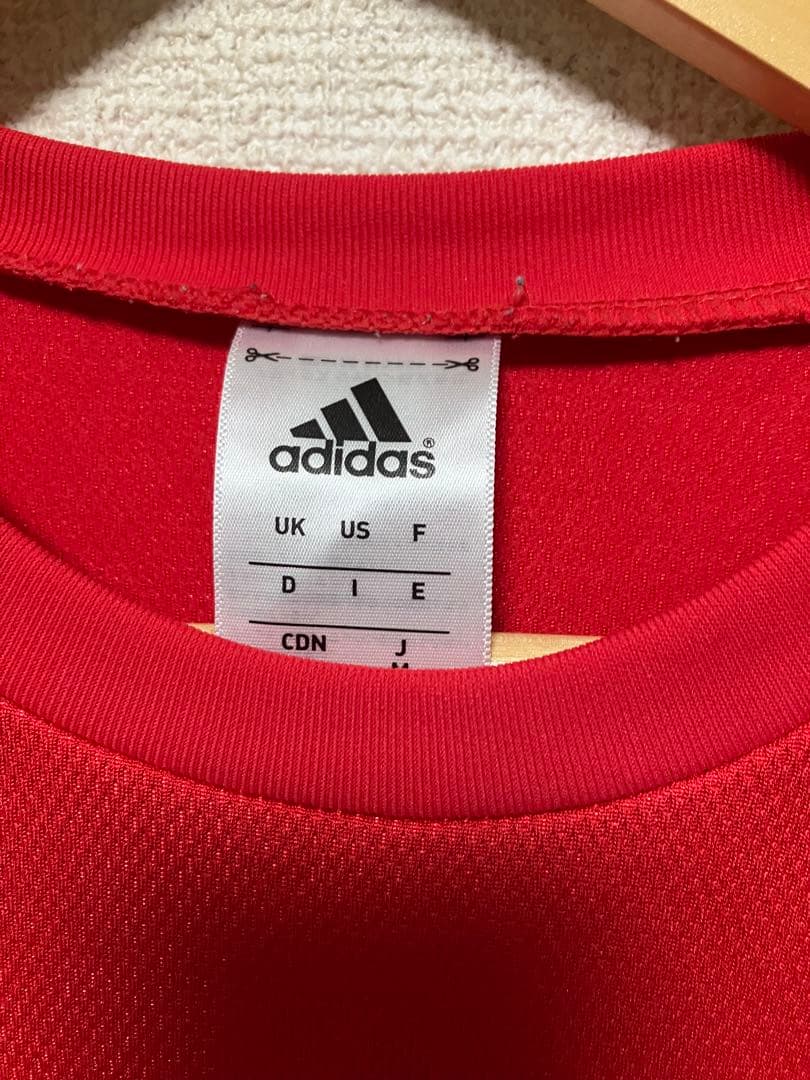 adidas®
UK US F
D I E
CDN J
M